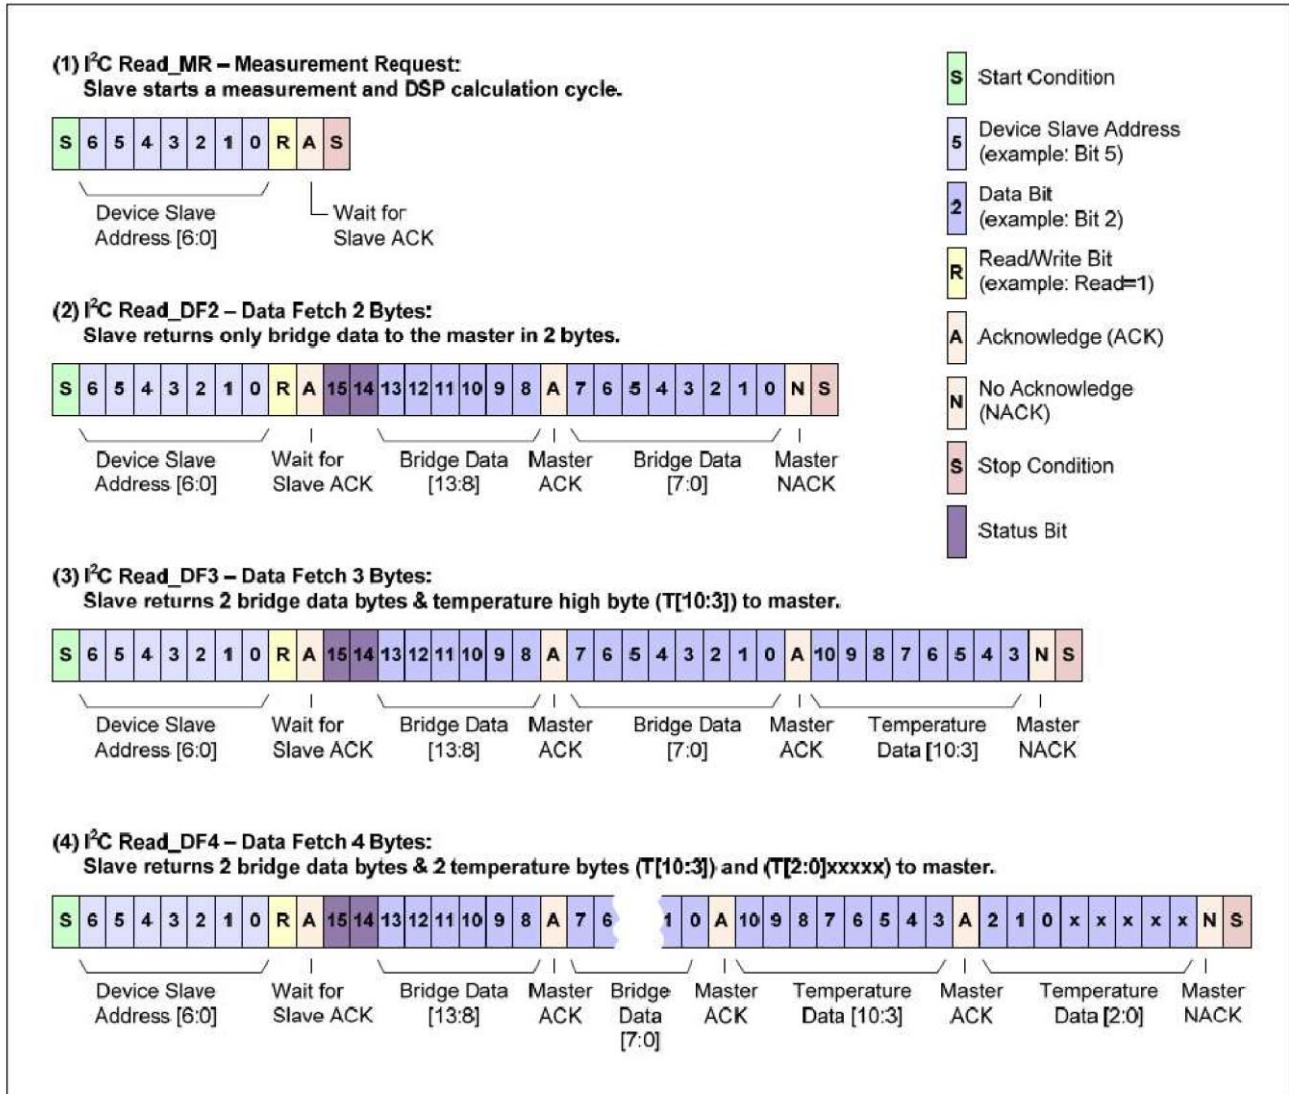 (1) I²C Read_MR – Measurement Request:
Slave starts a measurement and DSP calculation cycle.
S 6 5 4 3 2 1 0 R A S
Device Slave
Address [6:0]
Wait for
Slave ACK
(2) I²C Read_DF2 – Data Fetch 2 Bytes:
Slave returns only bridge data to the master in 2 bytes.
S 6 5 4 3 2 1 0 R A 15 14 13 12 11 10 9 8 A 7 6 5 4 3 2 1 0 N S
Device Slave
Address [6:0]
Wait for
Slave ACK
Bridge Data
[13:8]
Master
ACK
Bridge Data
[7:0]
Master
NACK
(3) I²C Read_DF3 – Data Fetch 3 Bytes:
Slave returns 2 bridge data bytes & temperature high byte (T[10:3]) to master.
S 6 5 4 3 2 1 0 R A 15 14 13 12 11 10 9 8 A 7 6 5 4 3 2 1 0 A 10 9 8 7 6 5 4 3 N S
Device Slave
Address [6:0]
Wait for
Slave ACK
Bridge Data
[13:8]
Master
ACK
Bridge Data
[7:0]
Master
ACK
Temperature
Data [10:3]
Master
NACK
(4) I²C Read_DF4 – Data Fetch 4 Bytes:
Slave returns 2 bridge data bytes & 2 temperature bytes (T[10:3]) and (T[2:0]xxxxx) to master.
S 6 5 4 3 2 1 0 R A 15 14 13 12 11 10 9 8 A 7 6 1 0 A 10 9 8 7 6 5 4 3 A 2 1 0 x x x x x N S
Device Slave
Address [6:0]
Wait for
Slave ACK
Bridge Data
[13:8]
Master
ACK
Bridge
Data
[7:0]
Master
ACK
Temperature
Data [10:3]
Master
ACK
Temperature
Data [2:0]
Master
NACK
S Start Condition
5 Device Slave Address
(example: Bit 5)
2 Data Bit
(example: Bit 2)
R Read/Write Bit
(example: Read=1)
A Acknowledge (ACK)
N No Acknowledge
(NACK)
S Stop Condition
Status Bit